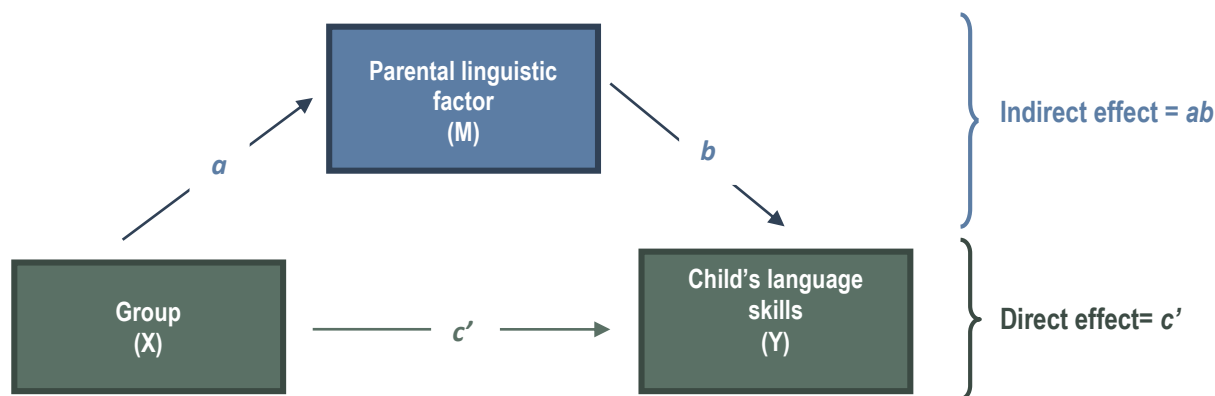 Parental linguistic
factor
(M)
Indirect effect = ab
a
b
Group
(X)
c’
Child’s language
skills
(Y)
Direct effect= c’